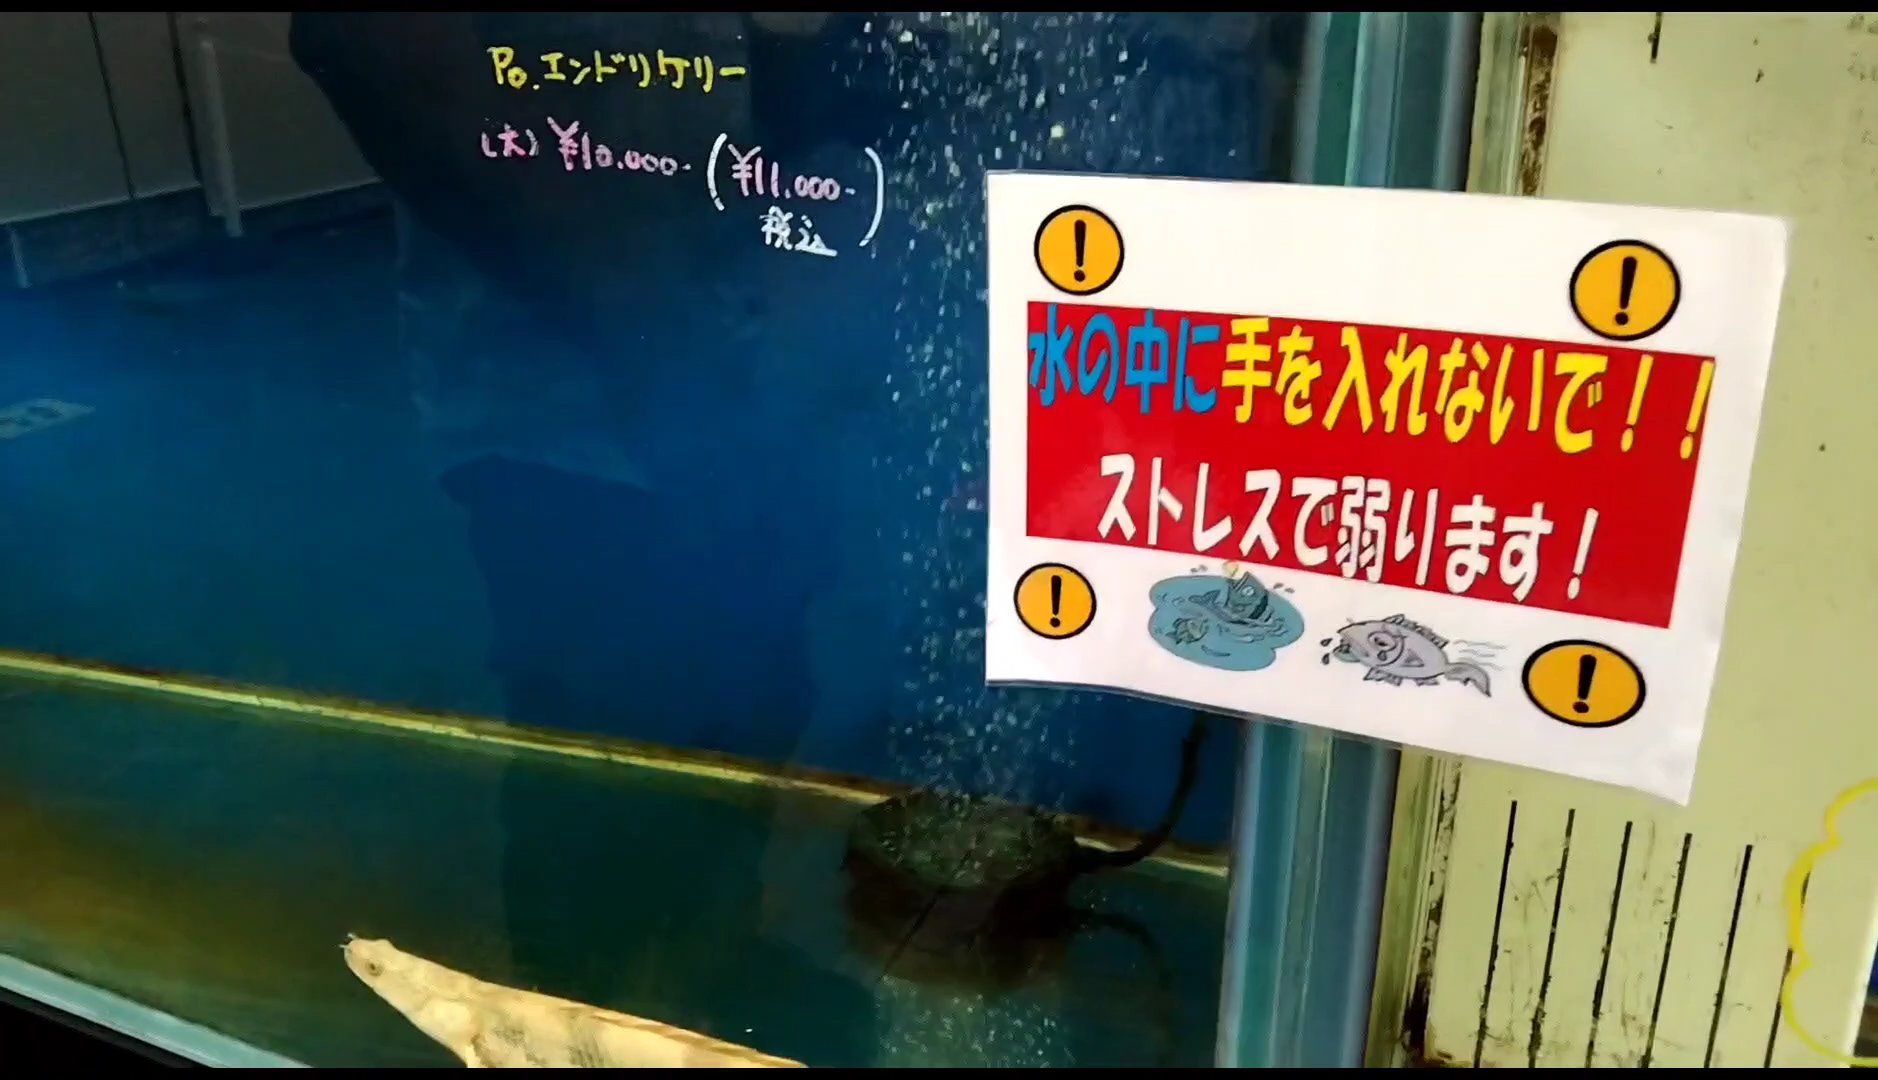 Po.エンドリケリー
(大) ¥10.000- (¥11.000-
税込)
水の中に手を入れないで！！
ストレスで弱ります！